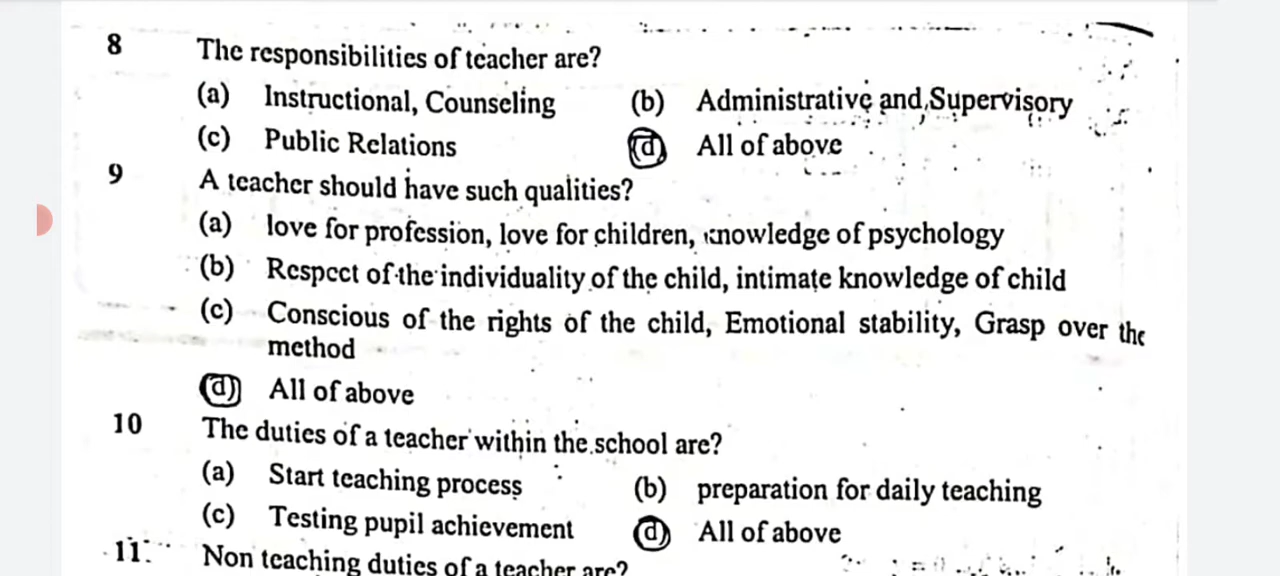 8 The responsibilities of teacher are?
(a) Instructional, Counseling (b) Administrative and Supervisory
(c) Public Relations (d) All of above
9 A teacher should have such qualities?
(a) love for profession, love for children, knowledge of psychology
(b) Respect of the individuality of the child, intimate knowledge of child
(c) Conscious of the rights of the child, Emotional stability, Grasp over the
method
(d) All of above
10 The duties of a teacher within the school are?
(a) Start teaching process (b) preparation for daily teaching
(c) Testing pupil achievement (d) All of above
11. Non teaching duties of a teacher are?